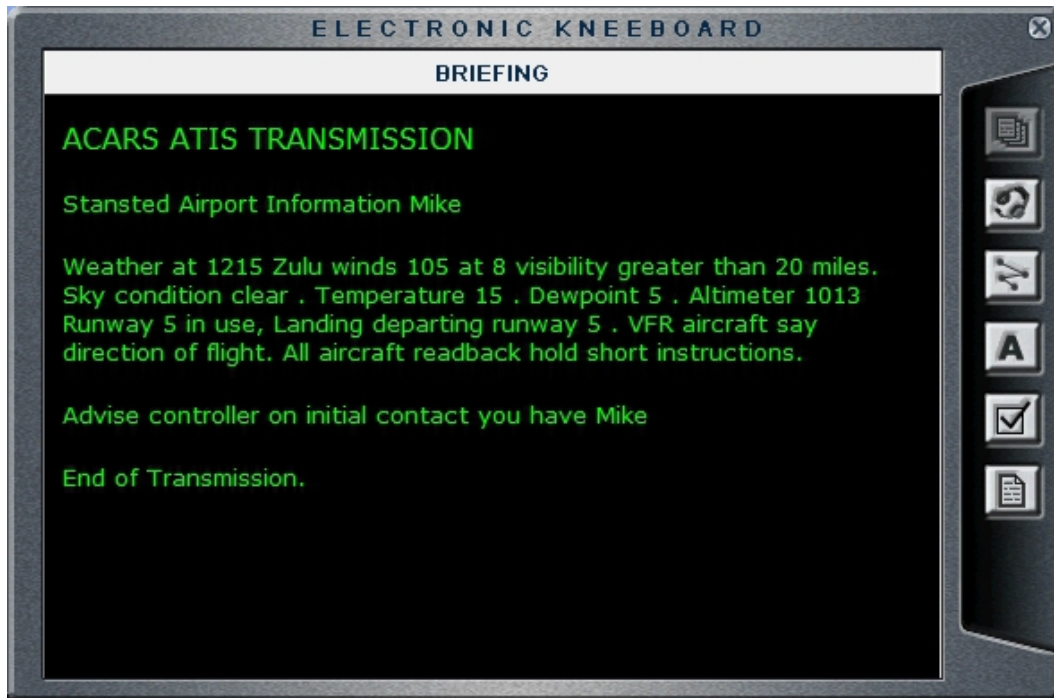 ELECTRONIC KNEEBOARD
BRIEFING
ACARS ATIS TRANSMISSION
Stansted Airport Information Mike
Weather at 1215 Zulu winds 105 at 8 visibility greater than 20 miles.
Sky condition clear . Temperature 15 . Dewpoint 5 . Altimeter 1013
Runway 5 in use, Landing departing runway 5 . VFR aircraft say
direction of flight. All aircraft readback hold short instructions.
Advise controller on initial contact you have Mike
End of Transmission.
A